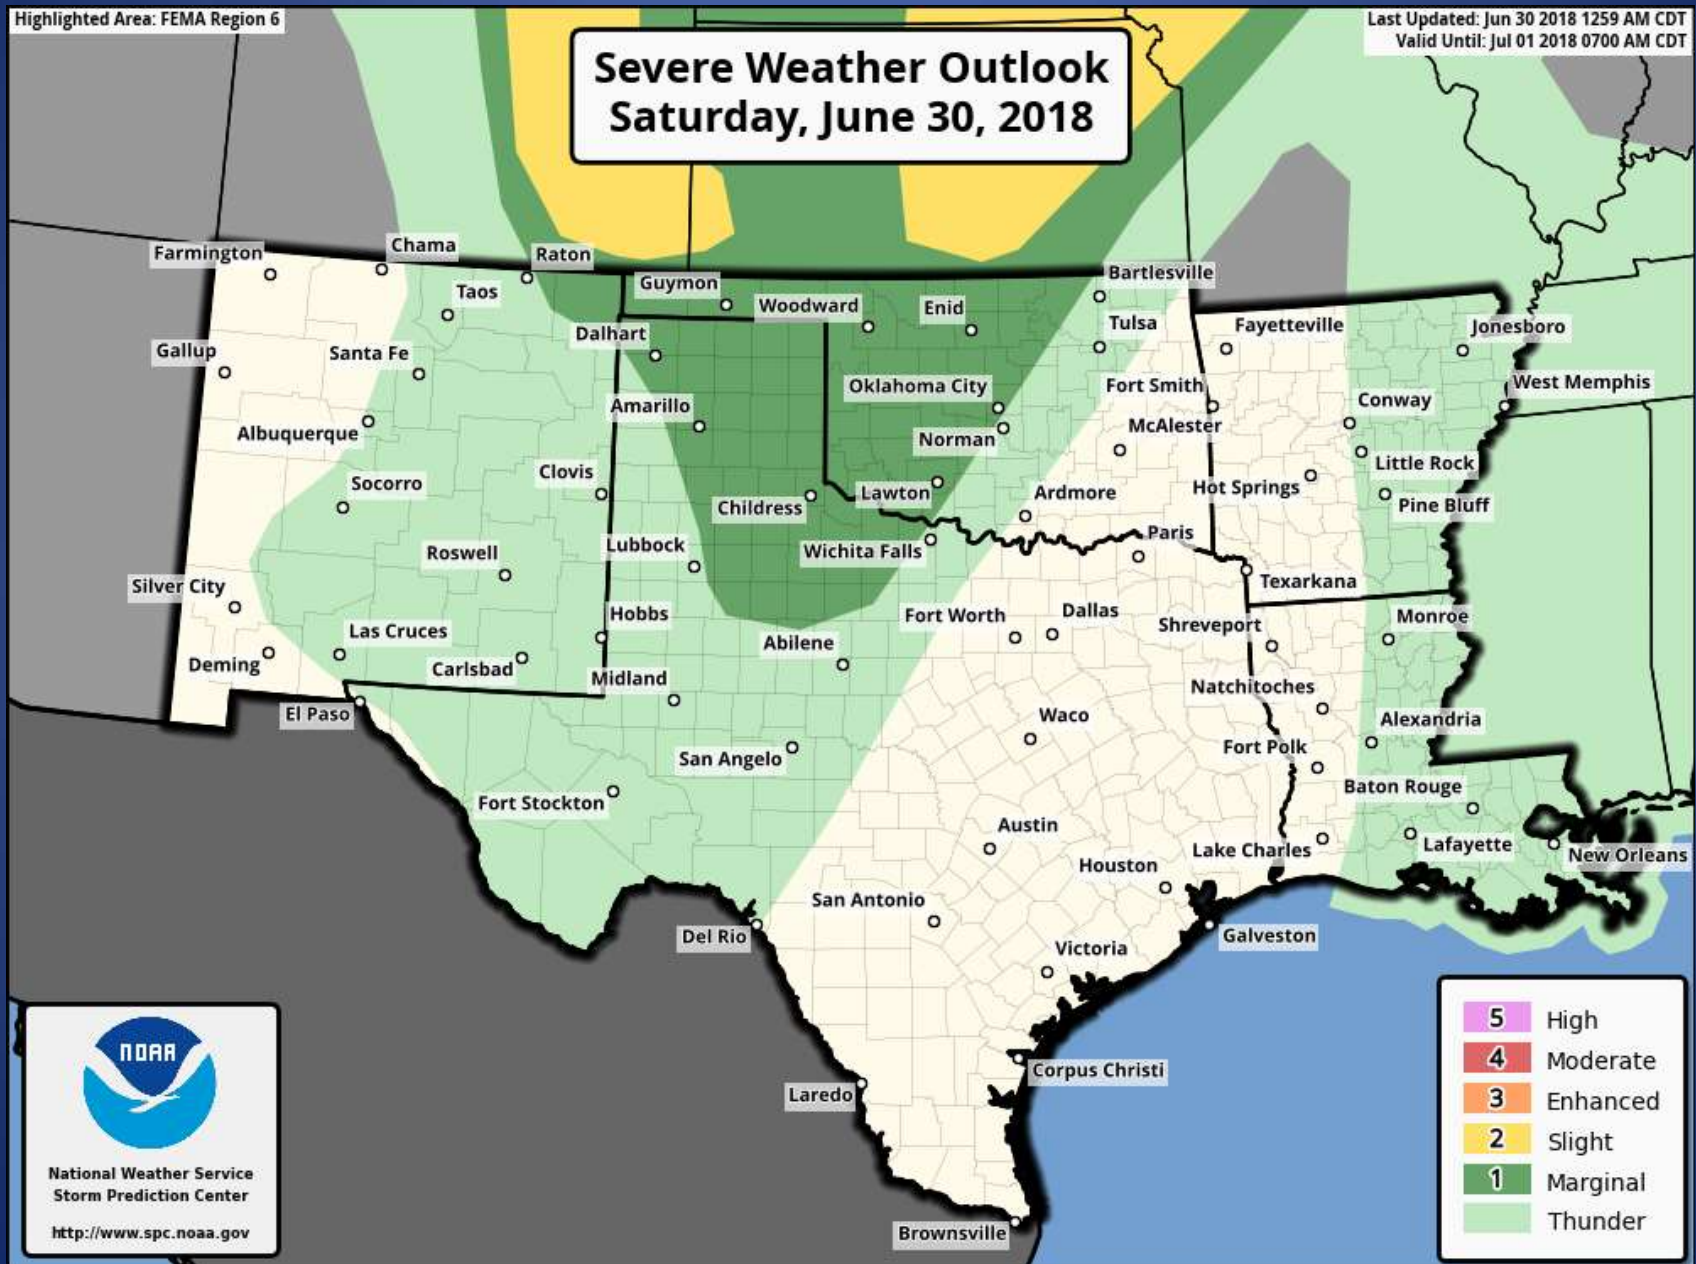 Highlighted Area: FEMA Region 6
Last Updated: Jun 30 2018 1259 AM CDT
Valid Until: Jul 01 2018 0700 AM CDT
Severe Weather Outlook
Saturday, June 30, 2018
Farmington
Chama
Raton
Taos
Guymon
Woodward
Enid
Bartlesville
Tulsa
Fayetteville
Jonesboro
Gallup
Santa Fe
Dalhart
Oklahoma City
Fort Smith
West Memphis
Albuquerque
Amarillo
Norman
McAlester
Conway
Little Rock
Socorro
Clovis
Childress
Lawton
Ardmore
Hot Springs
Pine Bluff
Roswell
Lubbock
Wichita Falls
Paris
Texarkana
Silver City
Hobbs
Fort Worth
Dallas
Shreveport
Monroe
Las Cruces
Deming
Carlsbad
Midland
Abilene
Natchitoches
El Paso
Waco
Alexandria
San Angelo
Fort Polk
Fort Stockton
Baton Rouge
Austin
Lake Charles
Lafayette
New Orleans
Houston
San Antonio
Del Rio
Victoria
Galveston
Laredo
Corpus Christi
Brownsville
NOAA
National Weather Service
Storm Prediction Center
http://www.spc.noaa.gov
5 High
4 Moderate
3 Enhanced
2 Slight
1 Marginal
Thunder